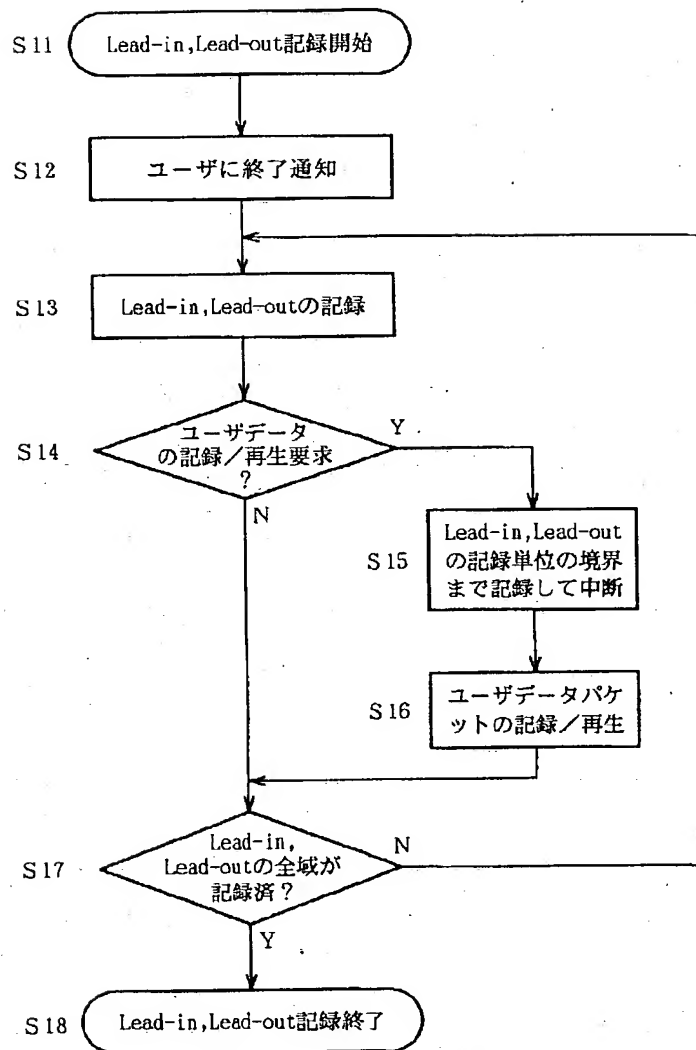 S11
Lead-in,Lead-out記録開始
S12
ユーザに終了通知
S13
Lead-in,Lead-outの記録
S14
ユーザデータ
の記録/再生要求
?
Y
N
S15
Lead-in,Lead-out
の記録単位の境界
まで記録して中断
S16
ユーザデータパケ
ットの記録/再生
S17
Lead-in,
Lead-outの全域が
記録済?
N
Y
S18
Lead-in,Lead-out記録終了